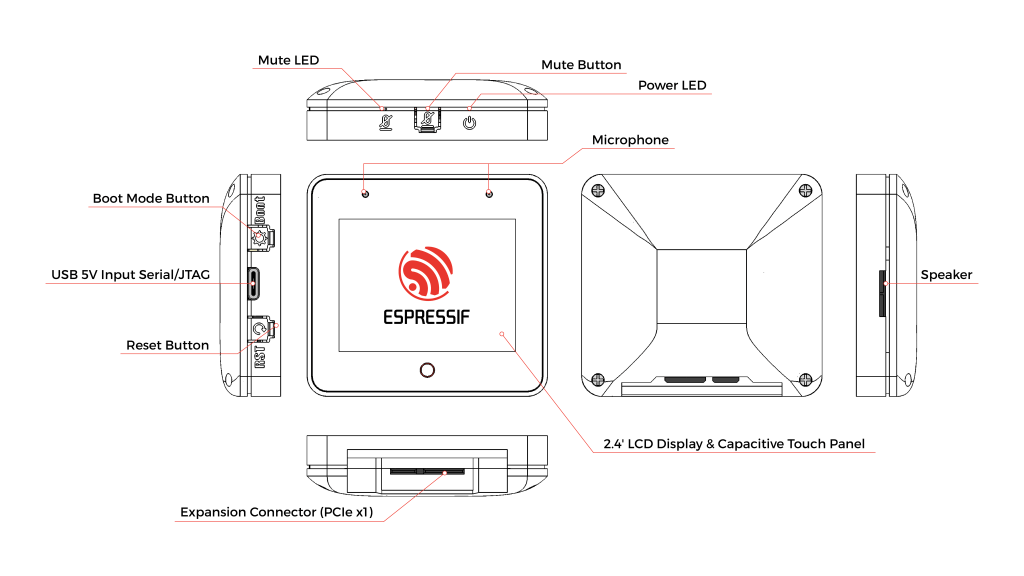 Mute LED
Mute Button
Power LED
Microphone
Boot Mode Button
Boot
USB 5V Input Serial/JTAG
Speaker
ESPRESSIF
Reset Button
RST
2.4' LCD Display & Capacitive Touch Panel
Expansion Connector (PCIe x1)